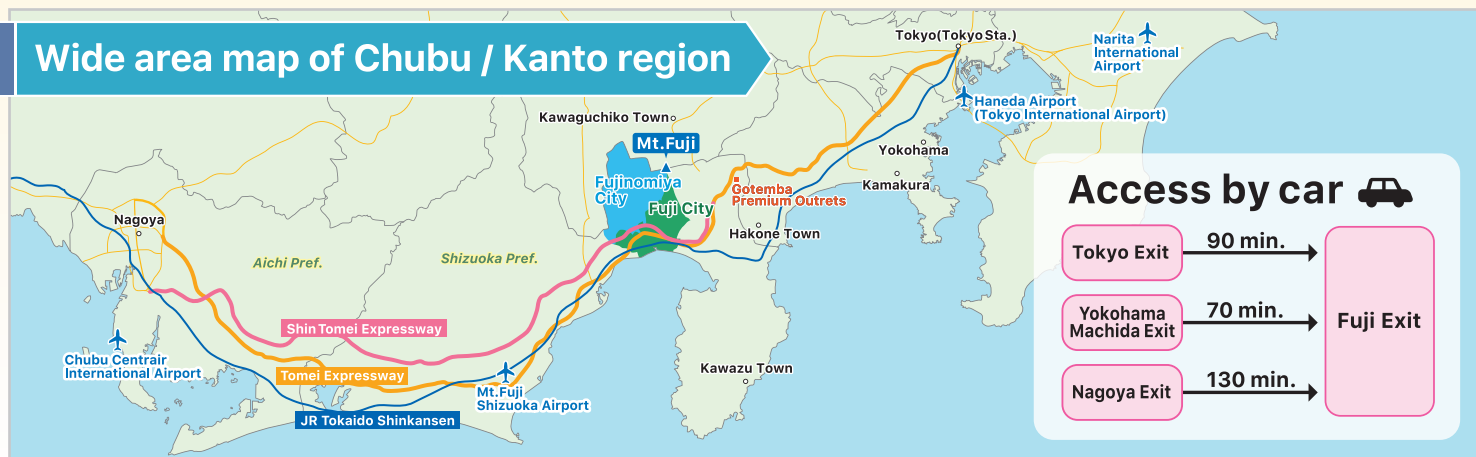 Wide area map of Chubu / Kanto region
Tokyo(Tokyo Sta.)
Narita
International
Airport
Haneda Airport
(Tokyo International Airport)
Kawaguchiko Town
Mt.Fuji
Yokohama
Kamakura
Fujinomiya
City
Fuji City
Gotemba
Premium Outrets
Hakone Town
Nagoya
Aichi Pref.
Shizuoka Pref.
Shin Tomei Expressway
Chubu Centrair
International Airport
Tomei Expressway
Mt.Fuji
Shizuoka Airport
JR Tokaido Shinkansen
Kawazu Town
Access by car
Tokyo Exit
90 min.
Yokohama
Machida Exit
70 min.
Fuji Exit
Nagoya Exit
130 min.